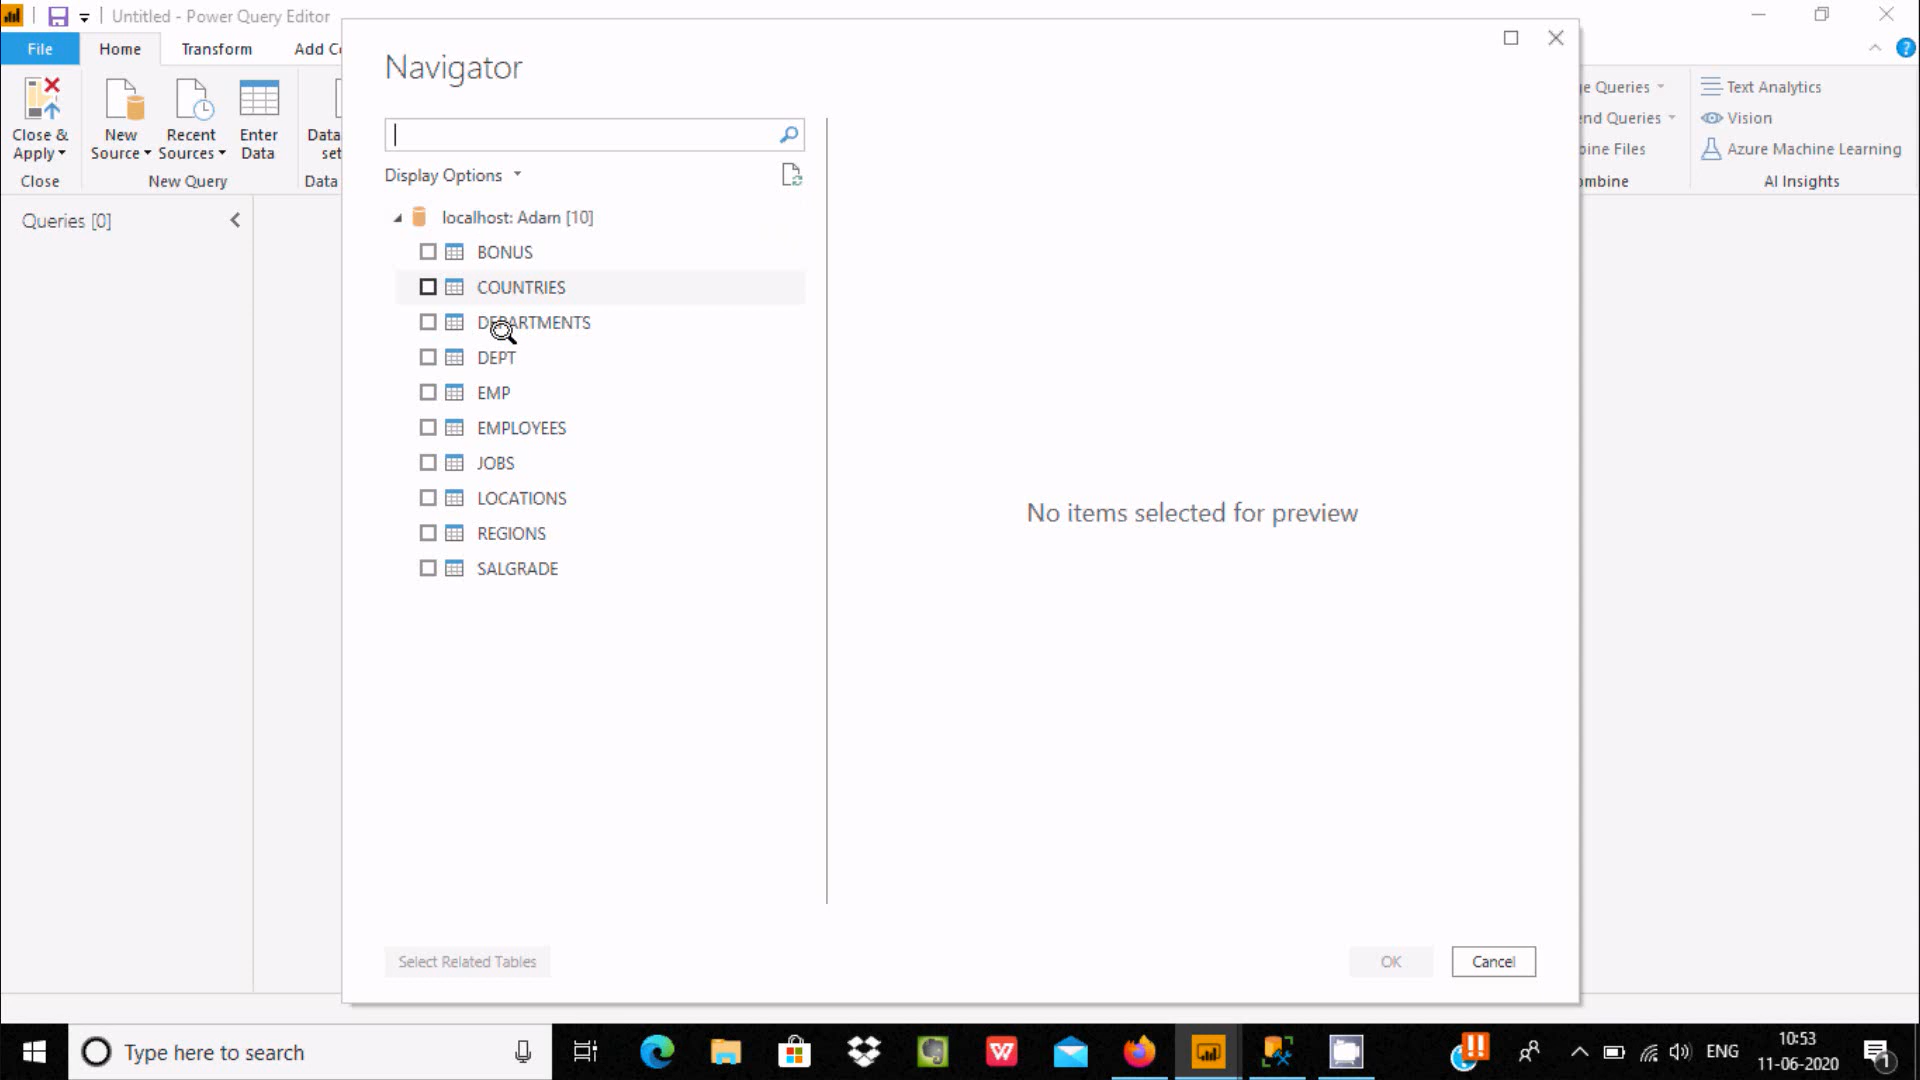 Untitled - Power Query Editor
File
Home
Transform
Add C
Close &
Apply
Close
New
Source
Recent
Sources
Enter
Data
New Query
Data
set
Data
e Queries
end Queries
bine Files
ombine
Text Analytics
Vision
Azure Machine Learning
AI Insights
Queries [0]
Navigator
Display Options
localhost: Adam [10]
BONUS
COUNTRIES
DEPARTMENTS
DEPT
EMP
EMPLOYEES
JOBS
LOCATIONS
REGIONS
SALGRADE
No items selected for preview
Select Related Tables
OK
Cancel
Type here to search
ENG
10:53
11-06-2020
1